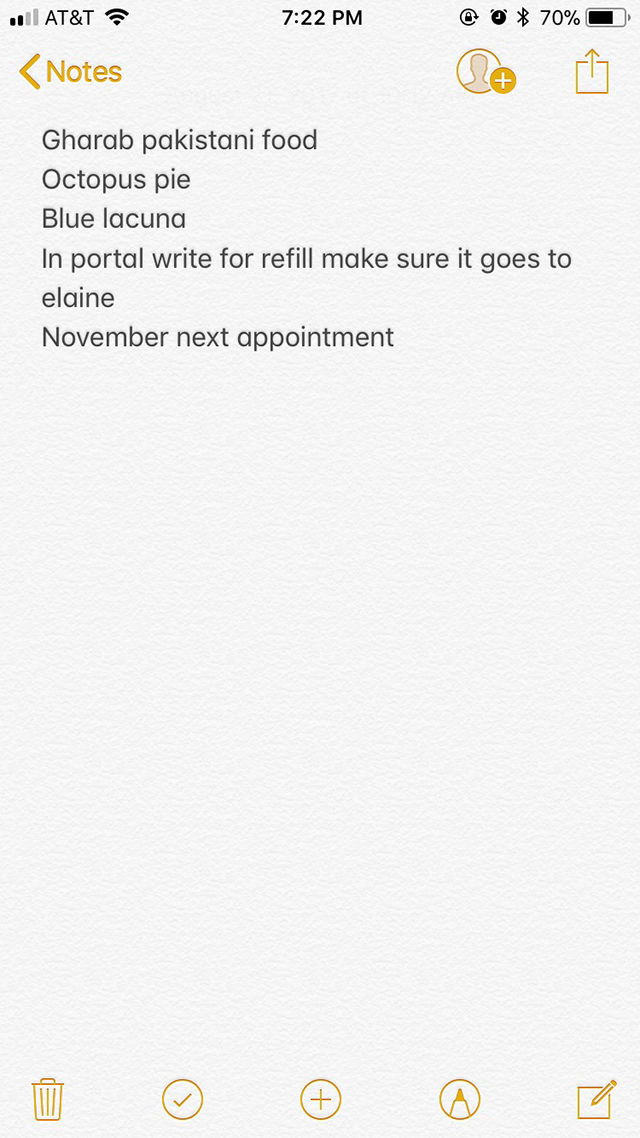 AT&T 7:22 PM 70%
Notes
Gharab pakistani food
Octopus pie
Blue lacuna
In portal write for refill make sure it goes to
elaine
November next appointment